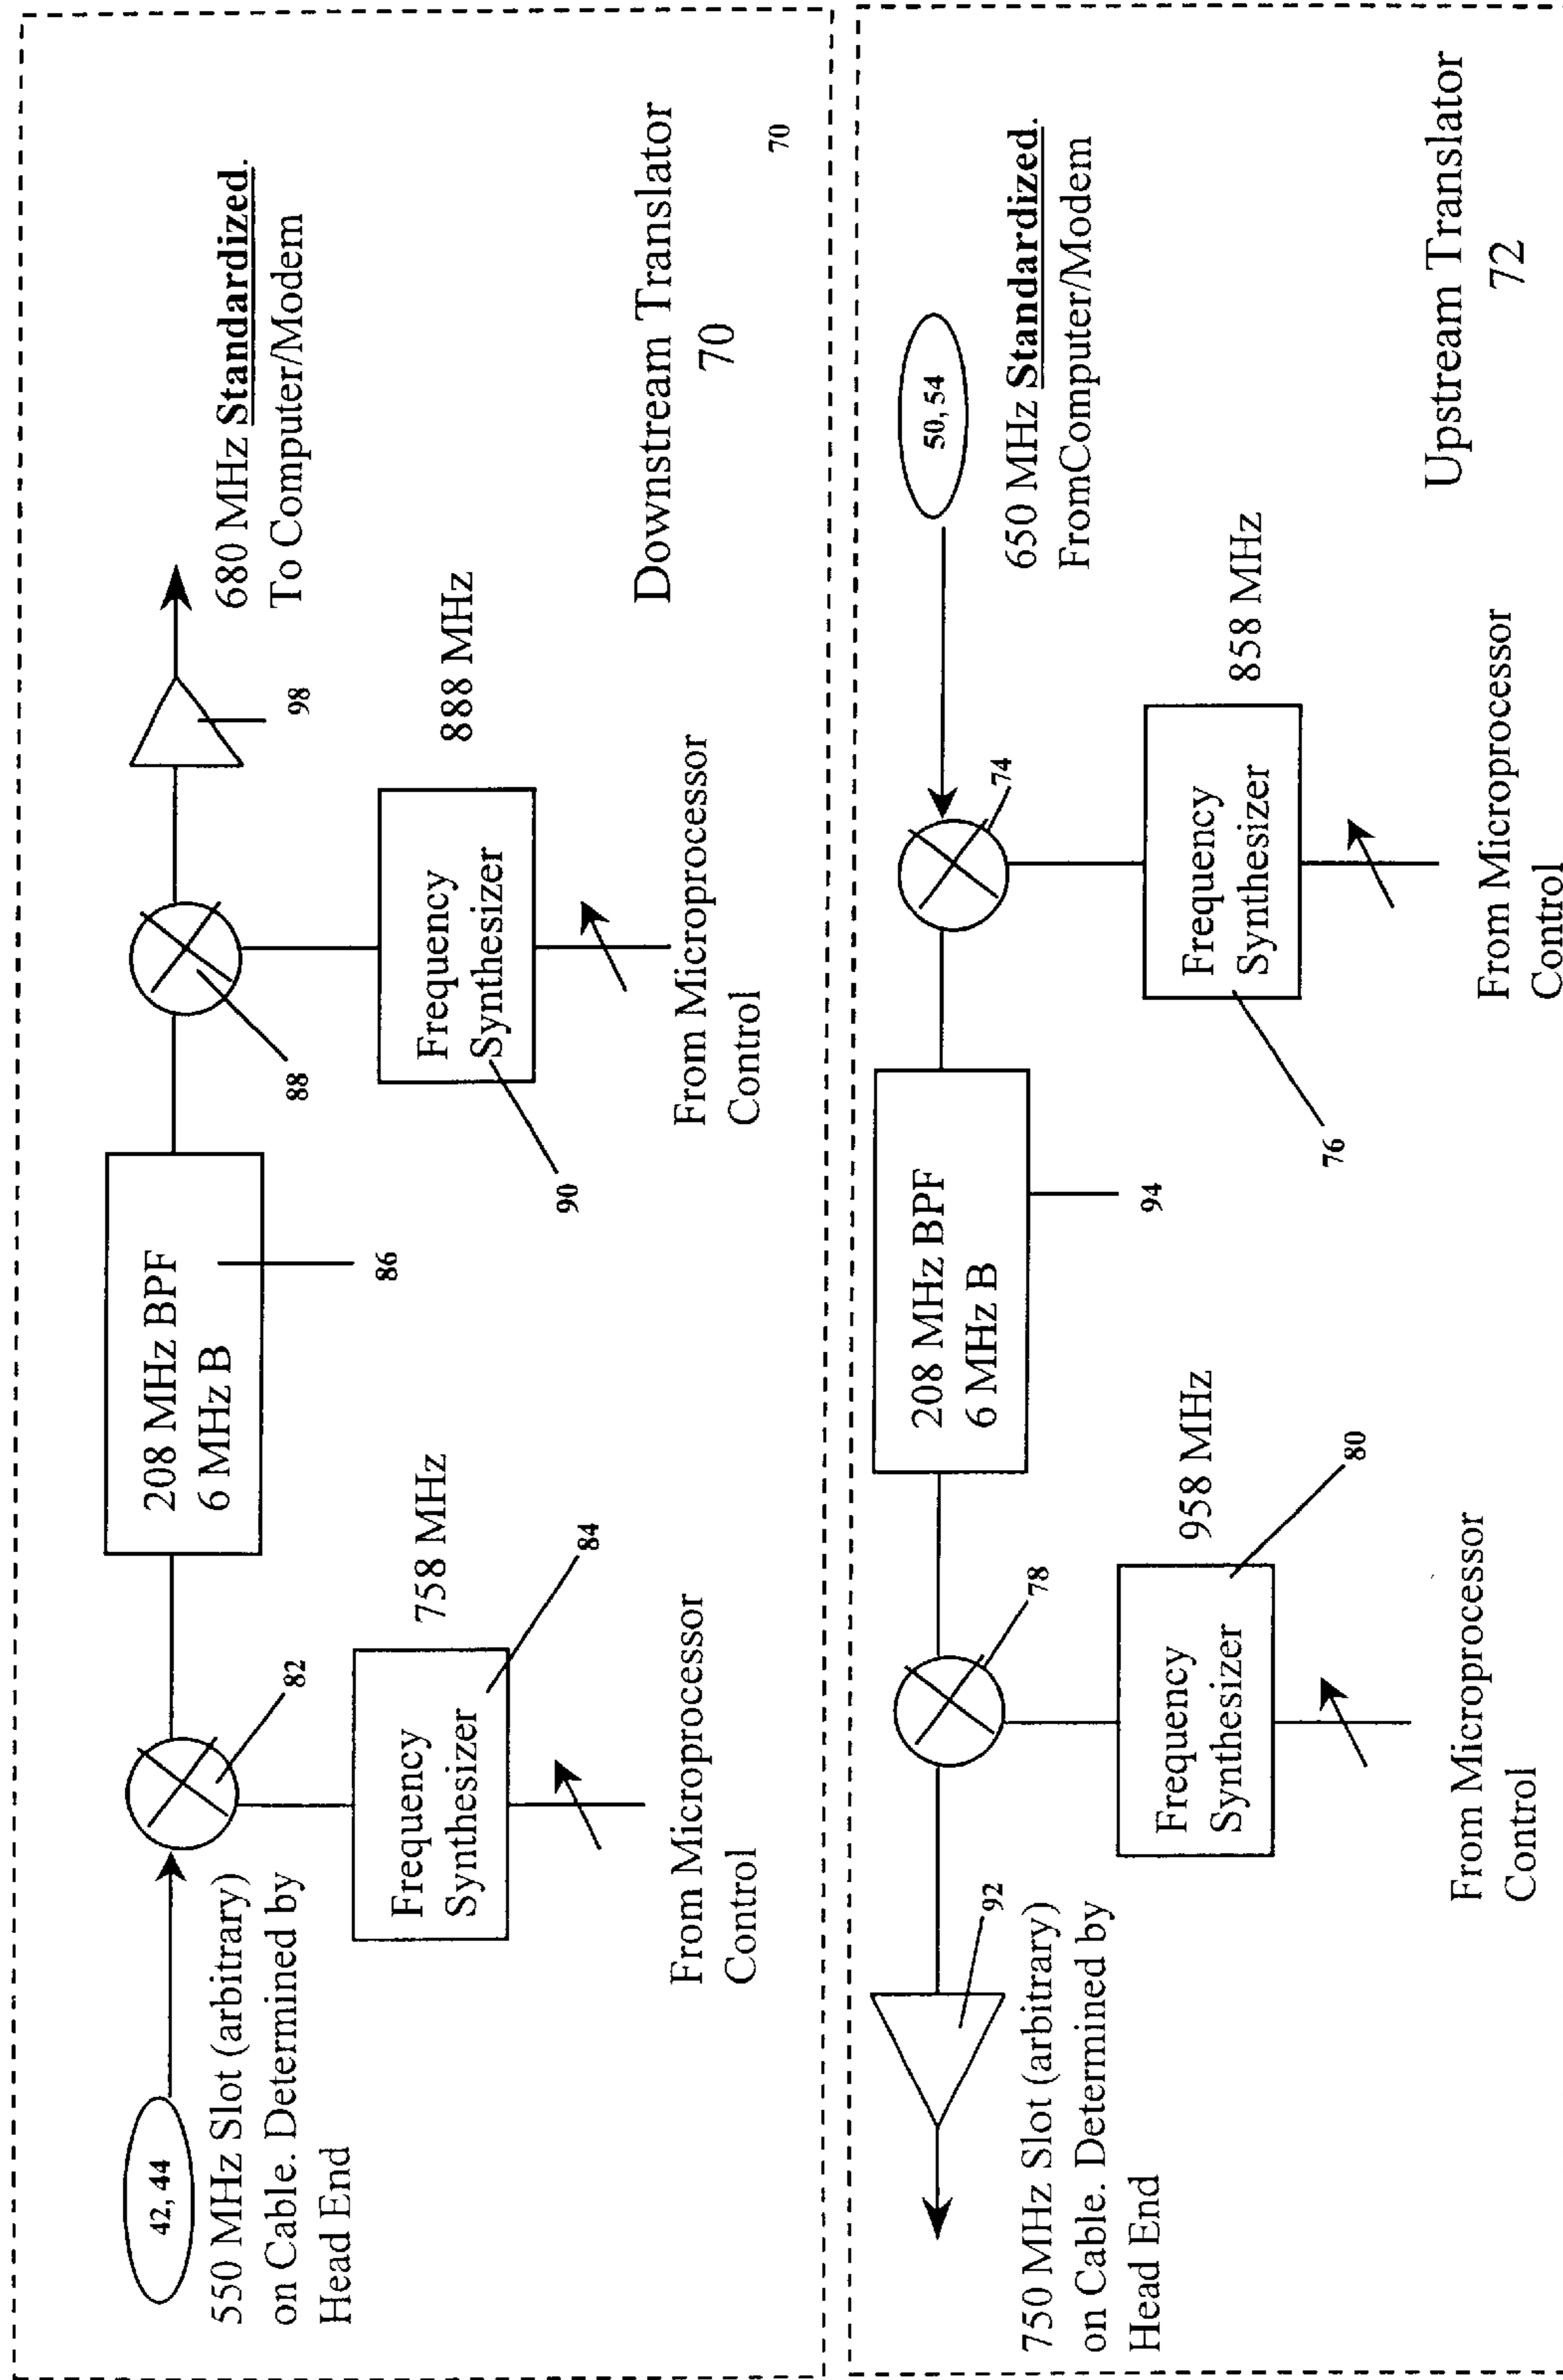 42, 44
550 MHz Slot (arbitrary)
on Cable. Determined by
Head End
82
758 MHz
Frequency
Synthesizer
84
From Microprocessor
Control
208 MHz BPF
6 MHz B
86
88
888 MHz
Frequency
Synthesizer
90
From Microprocessor
Control
98
680 MHz Standardized.
To Computer/Modem
Downstream Translator
70
70
92
750 MHz Slot (arbitrary)
on Cable. Determined by
Head End
78
958 MHz
Frequency
Synthesizer
80
From Microprocessor
Control
208 MHz BPF
6 MHz B
94
74
858 MHz
Frequency
Synthesizer
76
From Microprocessor
Control
50, 54
650 MHz Standardized.
FromComputer/Modem
Upstream Translator
72